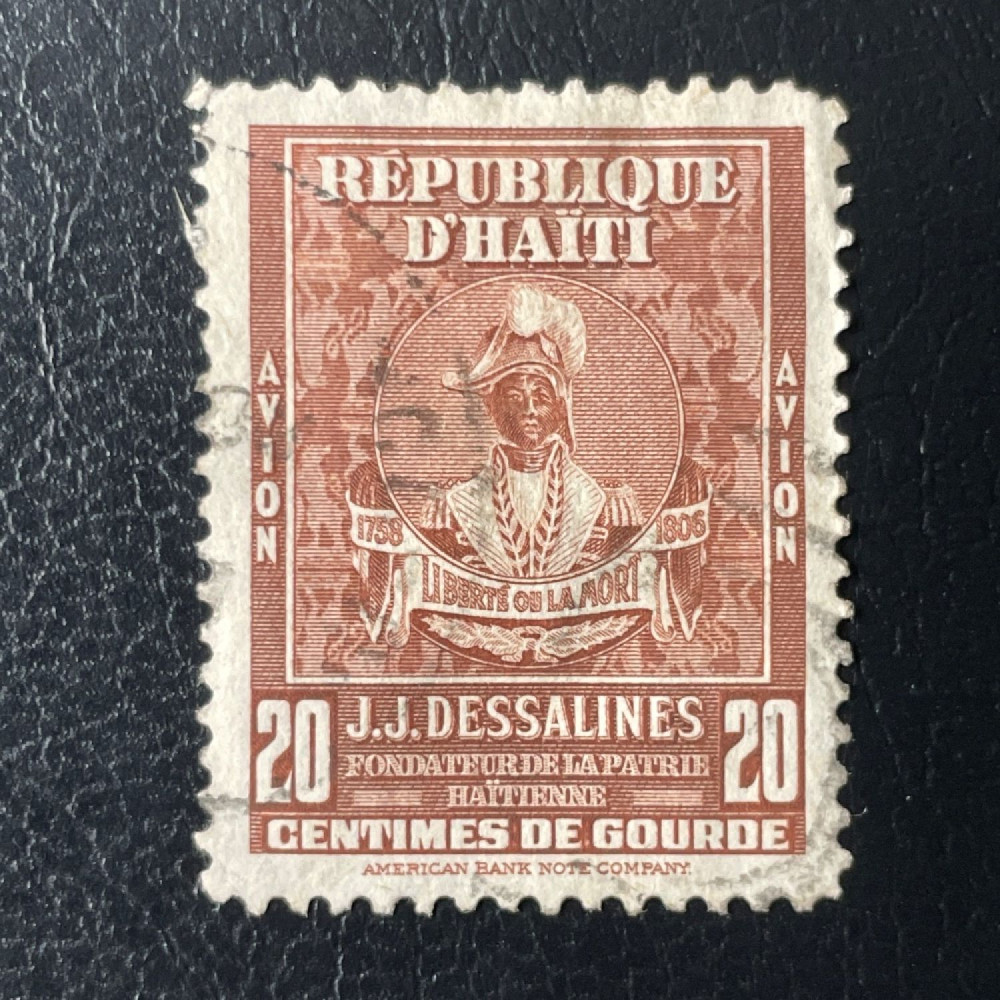 RÉPUBLIQUE
D'HAÏTI
AVION
AVION
1758
1806
LIBERTÉ OU LA MORT
20
J.J. DESSALINES
20
FONDATEUR DE LA PATRIE
HAÏTIENNE
CENTIMES DE GOURDE
AMERICAN BANK NOTE COMPANY.